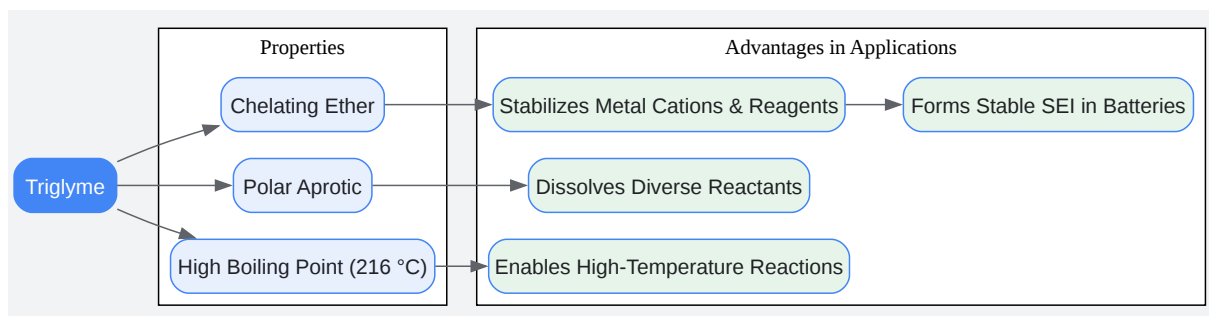 Properties
Advantages in Applications
Chelating Ether
Stabilizes Metal Cations & Reagents
Forms Stable SEI in Batteries
Triglyme
Polar Aprotic
Dissolves Diverse Reactants
High Boiling Point (216 °C)
Enables High-Temperature Reactions